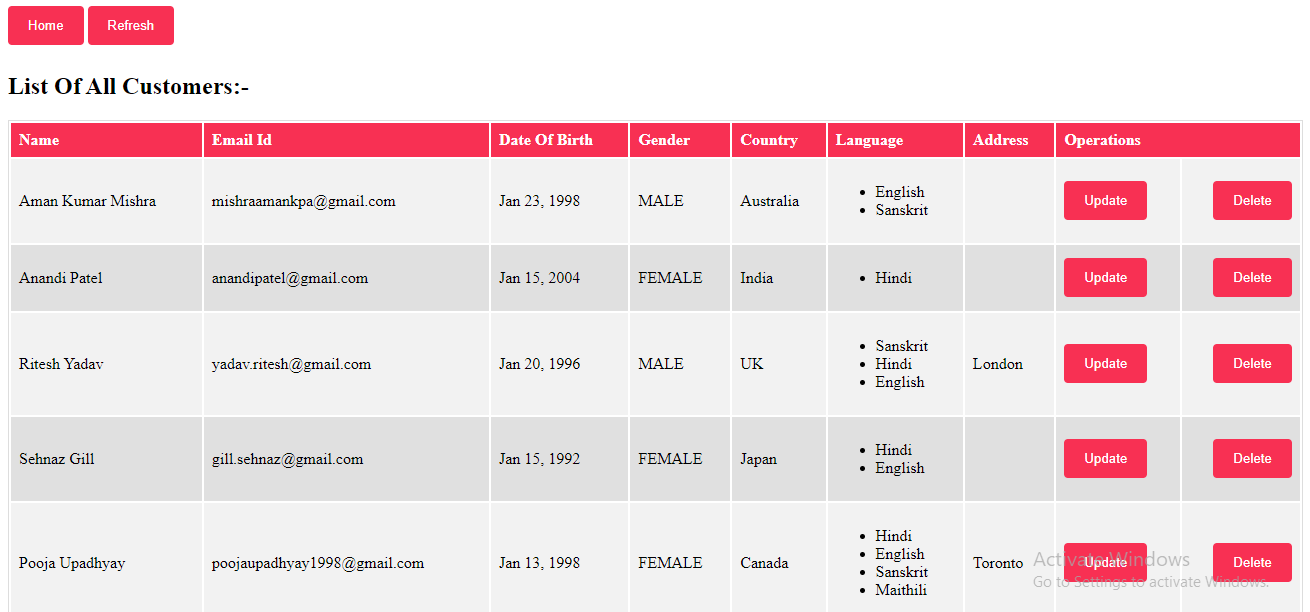 Home Refresh
List Of All Customers:-
Name Email Id Date Of Birth Gender Country Language Address Operations
Aman Kumar Mishra mishraamankpa@gmail.com Jan 23, 1998 MALE Australia • English Update Delete
• Sanskrit
Anandi Patel anandipatel@gmail.com Jan 15, 2004 FEMALE India • Hindi Update Delete
Ritesh Yadav yadav.ritesh@gmail.com Jan 20, 1996 MALE UK • Sanskrit London Update Delete
• Hindi
• English
Sehnaz Gill gill.sehnaz@gmail.com Jan 15, 1992 FEMALE Japan • Hindi Update Delete
• English
Pooja Upadhyay poojaupadhyay1998@gmail.com Jan 13, 1998 FEMALE Canada • Hindi Toronto Update Delete
• English
• Sanskrit
• Maithili
Activate Windows
Go to Settings to activate Windows.